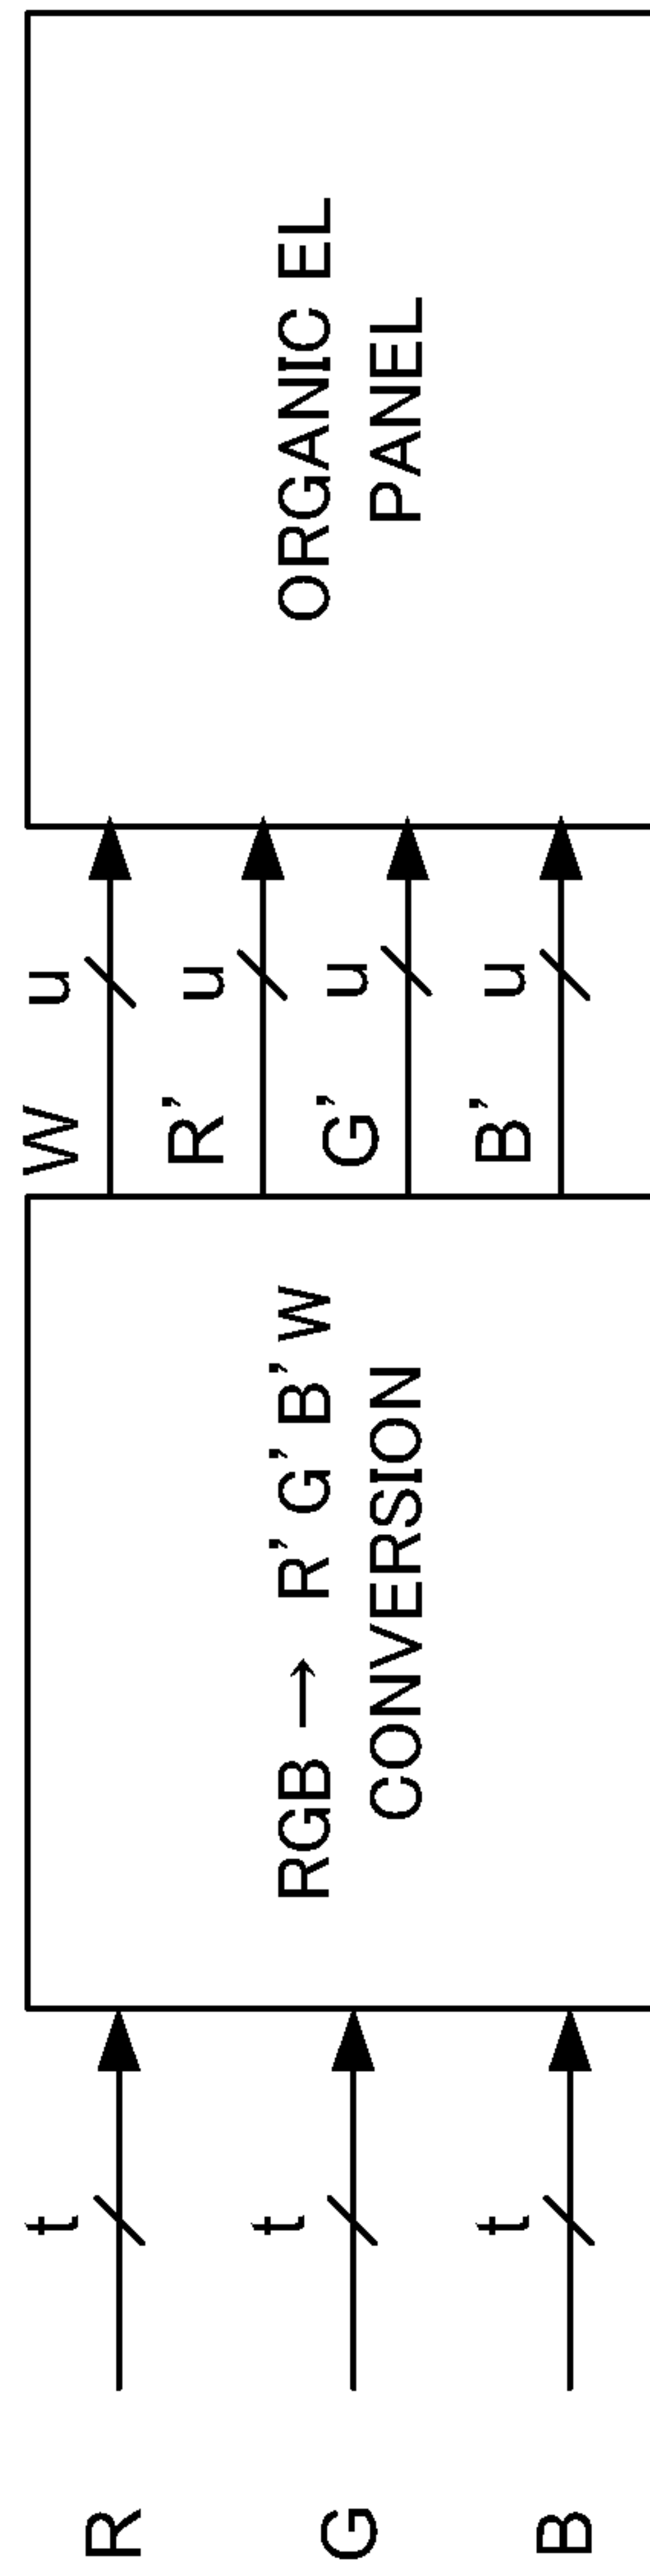 R
t
G
t
B
t
RGB → R’ G’ B’ W
CONVERSION
W u
R’ u
G’ u
B’ u
ORGANIC EL
PANEL